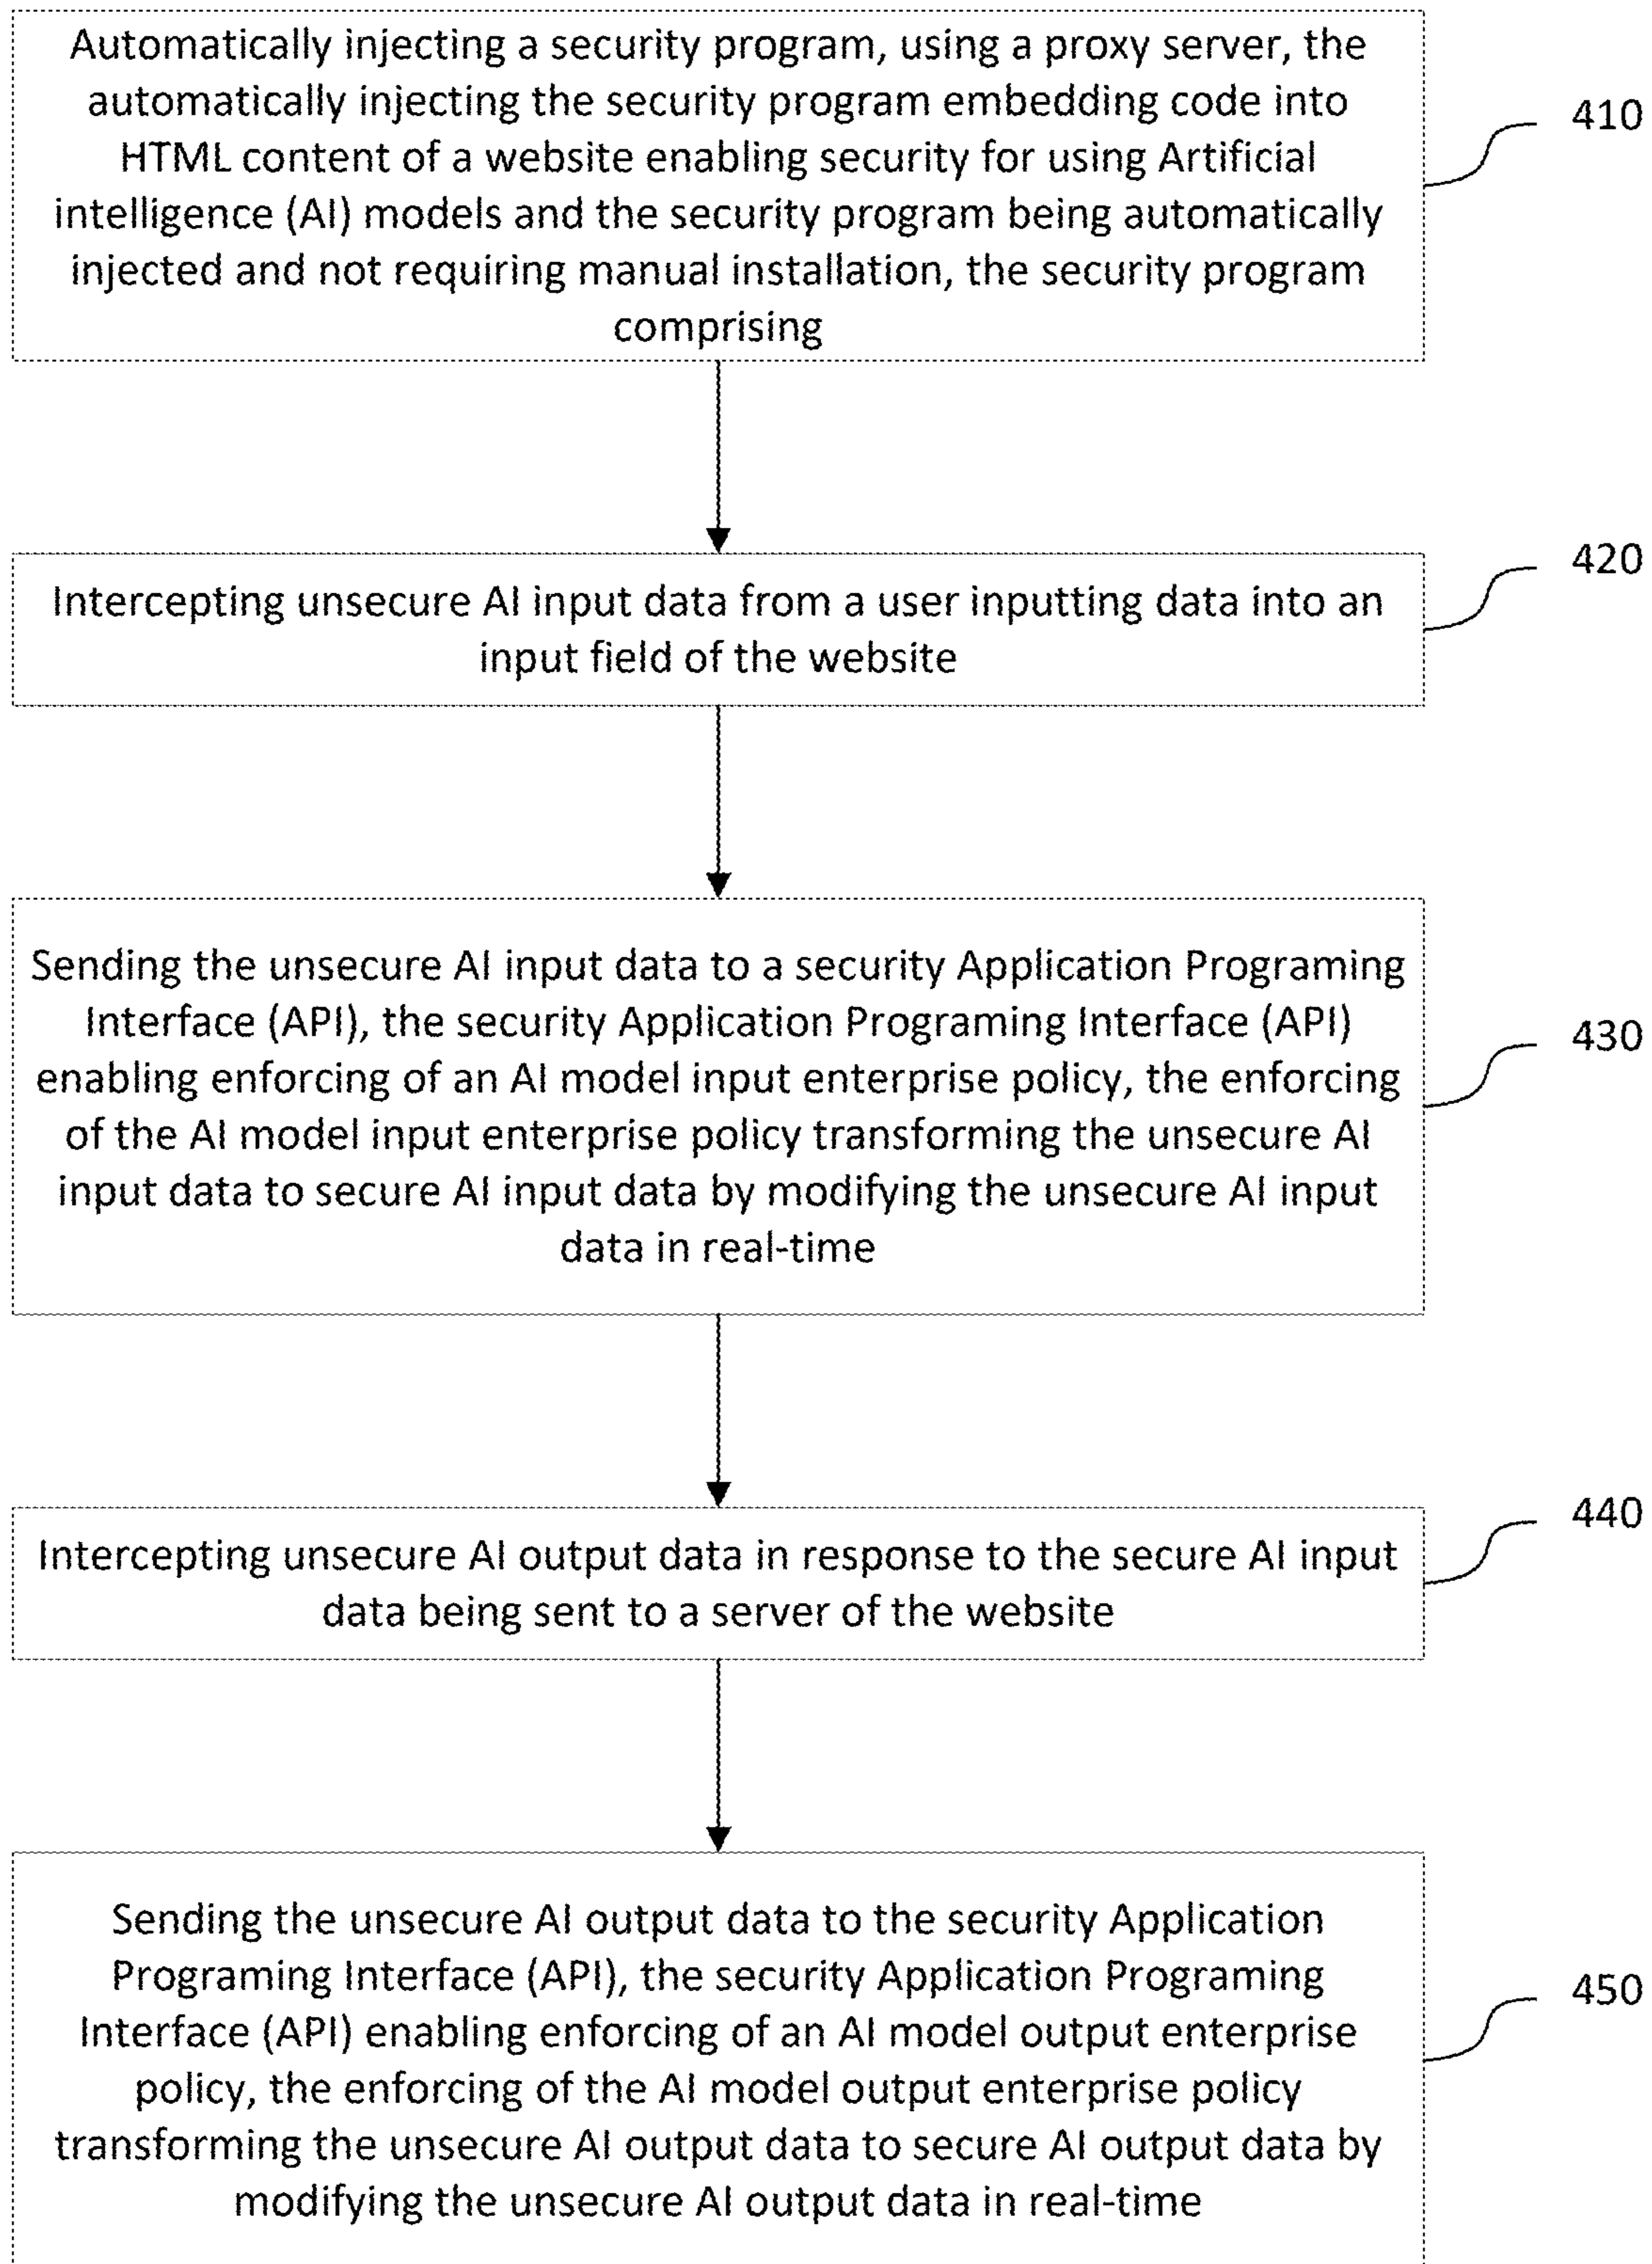 Automatically injecting a security program, using a proxy server, the
automatically injecting the security program embedding code into
HTML content of a website enabling security for using Artificial
intelligence (AI) models and the security program being automatically
injected and not requiring manual installation, the security program
comprising
410
Intercepting unsecure AI input data from a user inputting data into an
input field of the website
420
Sending the unsecure AI input data to a security Application Programing
Interface (API), the security Application Programing Interface (API)
enabling enforcing of an AI model input enterprise policy, the enforcing
of the AI model input enterprise policy transforming the unsecure AI
input data to secure AI input data by modifying the unsecure AI input
data in real-time
430
Intercepting unsecure AI output data in response to the secure AI input
data being sent to a server of the website
440
Sending the unsecure AI output data to the security Application
Programing Interface (API), the security Application Programing
Interface (API) enabling enforcing of an AI model output enterprise
policy, the enforcing of the AI model output enterprise policy
transforming the unsecure AI output data to secure AI output data by
modifying the unsecure AI output data in real-time
450